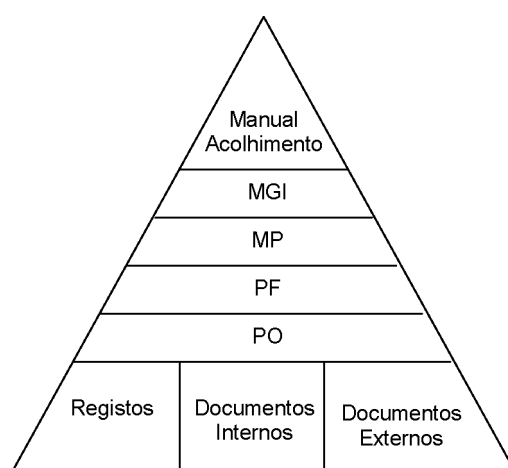 Manual
Acolhimento
MGI
MP
PF
PO
Registos
Documentos
Internos
Documentos
Externos